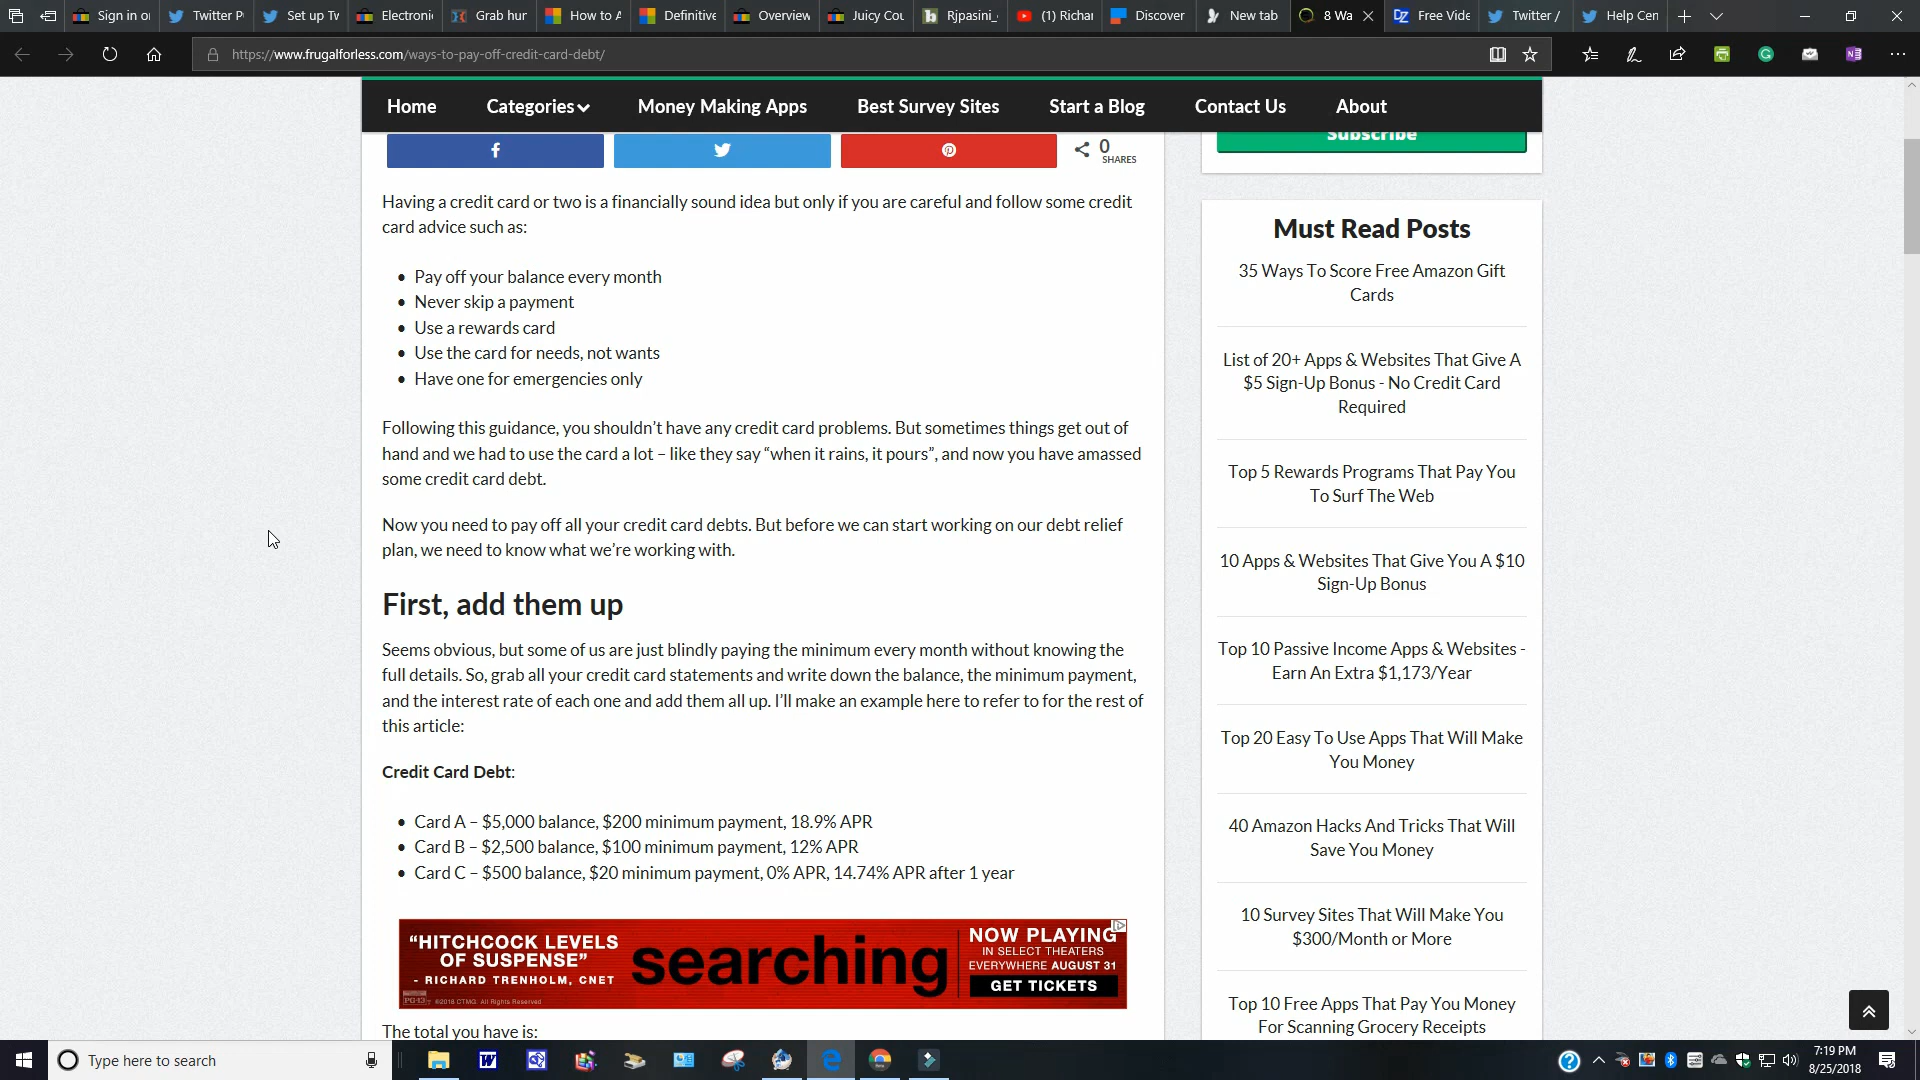 Sign in or
Twitter P
Set up Tw
Electroni
Grab hun
How to A
Definitive
Overview
Juicy Cou
Rjpasini_
(1) Richa
Discover
New tab
8 Wa
Free Vide
Twitter /
Help Cen
https://www.frugalforless.com/ways-to-pay-off-credit-card-debt/
Home
Categories
Money Making Apps
Best Survey Sites
Start a Blog
Contact Us
About
0
SHARES
Subscribe
Having a credit card or two is a financially sound idea but only if you are careful and follow some credit
card advice such as:
Pay off your balance every month
Never skip a payment
Use a rewards card
Use the card for needs, not wants
Have one for emergencies only
Following this guidance, you shouldn’t have any credit card problems. But sometimes things get out of
hand and we had to use the card a lot – like they say “when it rains, it pours”, and now you have amassed
some credit card debt.
Now you need to pay off all your credit card debts. But before we can start working on our debt relief
plan, we need to know what we’re working with.
First, add them up
Seems obvious, but some of us are just blindly paying the minimum every month without knowing the
full details. So, grab all your credit card statements and write down the balance, the minimum payment,
and the interest rate of each one and add them all up. I’ll make an example here to refer to for the rest of
this article:
Credit Card Debt:
Card A – $5,000 balance, $200 minimum payment, 18.9% APR
Card B – $2,500 balance, $100 minimum payment, 12% APR
Card C – $500 balance, $20 minimum payment, 0% APR, 14.74% APR after 1 year
“HITCHCOCK LEVELS
OF SUSPENSE”
- RICHARD TRENHOLM, CNET
PG-13
©2018 CTMG. All Rights Reserved
searching
NOW PLAYING
IN SELECT THEATERS
EVERYWHERE AUGUST 31
GET TICKETS
The total you have is:
Must Read Posts
35 Ways To Score Free Amazon Gift
Cards
List of 20+ Apps & Websites That Give A
$5 Sign-Up Bonus - No Credit Card
Required
Top 5 Rewards Programs That Pay You
To Surf The Web
10 Apps & Websites That Give You A $10
Sign-Up Bonus
Top 10 Passive Income Apps & Websites -
Earn An Extra $1,173/Year
Top 20 Easy To Use Apps That Will Make
You Money
40 Amazon Hacks And Tricks That Will
Save You Money
10 Survey Sites That Will Make You
$300/Month or More
Top 10 Free Apps That Pay You Money
For Scanning Grocery Receipts
Type here to search
7:19 PM
8/25/2018